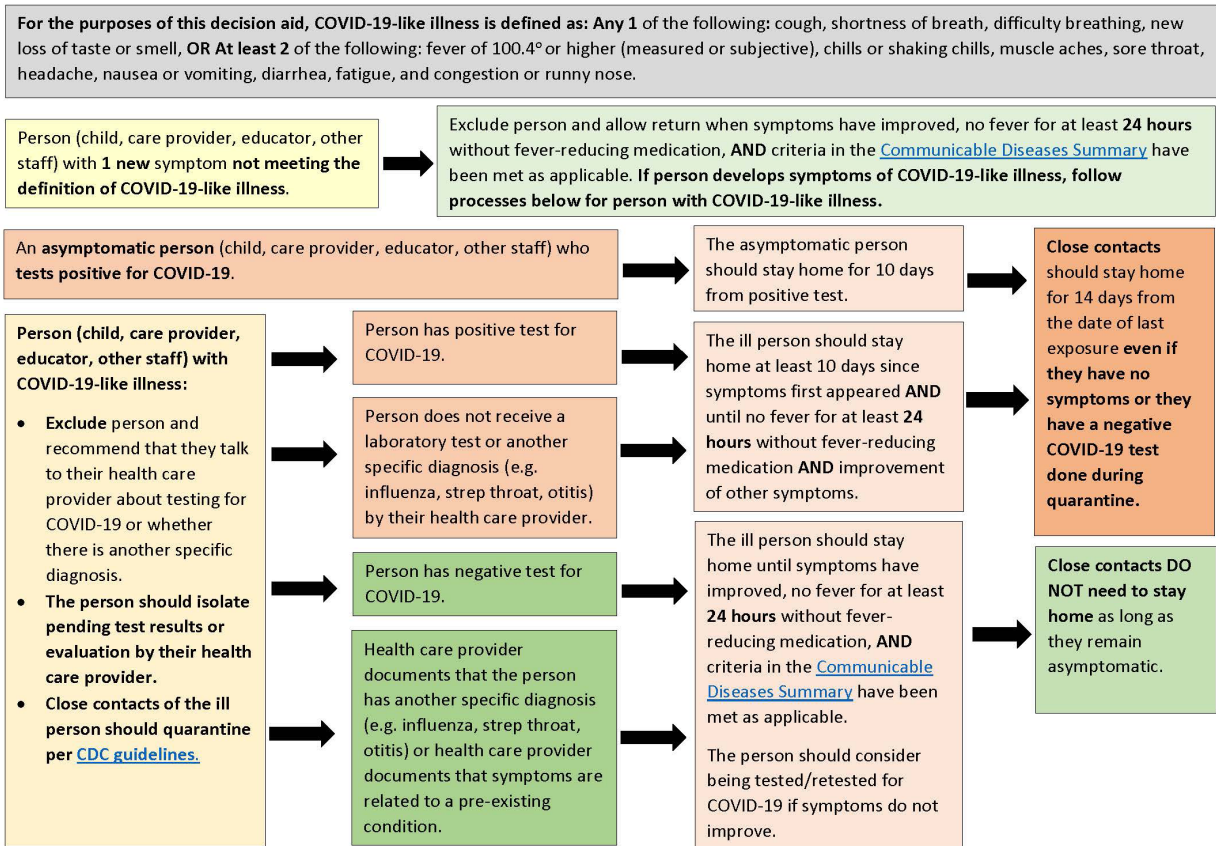 For the purposes of this decision aid, COVID-19-like illness is defined as: Any 1 of the following: cough, shortness of breath, difficulty breathing, new
loss of taste or smell, OR At least 2 of the following: fever of 100.4º or higher (measured or subjective), chills or shaking chills, muscle aches, sore throat,
headache, nausea or vomiting, diarrhea, fatigue, and congestion or runny nose.
Person (child, care provider, educator, other
staff) with 1 new symptom not meeting the
definition of COVID-19-like illness.
Exclude person and allow return when symptoms have improved, no fever for at least 24 hours
without fever-reducing medication, AND criteria in the Communicable Diseases Summary have
been met as applicable. If person develops symptoms of COVID-19-like illness, follow
processes below for person with COVID-19-like illness.
An asymptomatic person (child, care provider, educator, other staff) who
tests positive for COVID-19.
The asymptomatic person
should stay home for 10 days
from positive test.
Close contacts
should stay home
for 14 days from
the date of last
exposure even if
they have no
symptoms or they
have a negative
COVID-19 test
done during
quarantine.
Person (child, care provider,
educator, other staff) with
COVID-19-like illness:
• Exclude person and
recommend that they talk
to their health care
provider about testing for
COVID-19 or whether
there is another specific
diagnosis.
• The person should isolate
pending test results or
evaluation by their health
care provider.
• Close contacts of the ill
person should quarantine
per CDC guidelines.
Person has positive test for
COVID-19.
Person does not receive a
laboratory test or another
specific diagnosis (e.g.
influenza, strep throat, otitis)
by their health care provider.
The ill person should stay
home at least 10 days since
symptoms first appeared AND
until no fever for at least 24
hours without fever-reducing
medication AND improvement
of other symptoms.
Person has negative test for
COVID-19.
Health care provider
documents that the person
has another specific diagnosis
(e.g. influenza, strep throat,
otitis) or health care provider
documents that symptoms are
related to a pre-existing
condition.
The ill person should stay
home until symptoms have
improved, no fever for at least
24 hours without fever-
reducing medication, AND
criteria in the Communicable
Diseases Summary have been
met as applicable.
The person should consider
being tested/retested for
COVID-19 if symptoms do not
improve.
Close contacts DO
NOT need to stay
home as long as
they remain
asymptomatic.